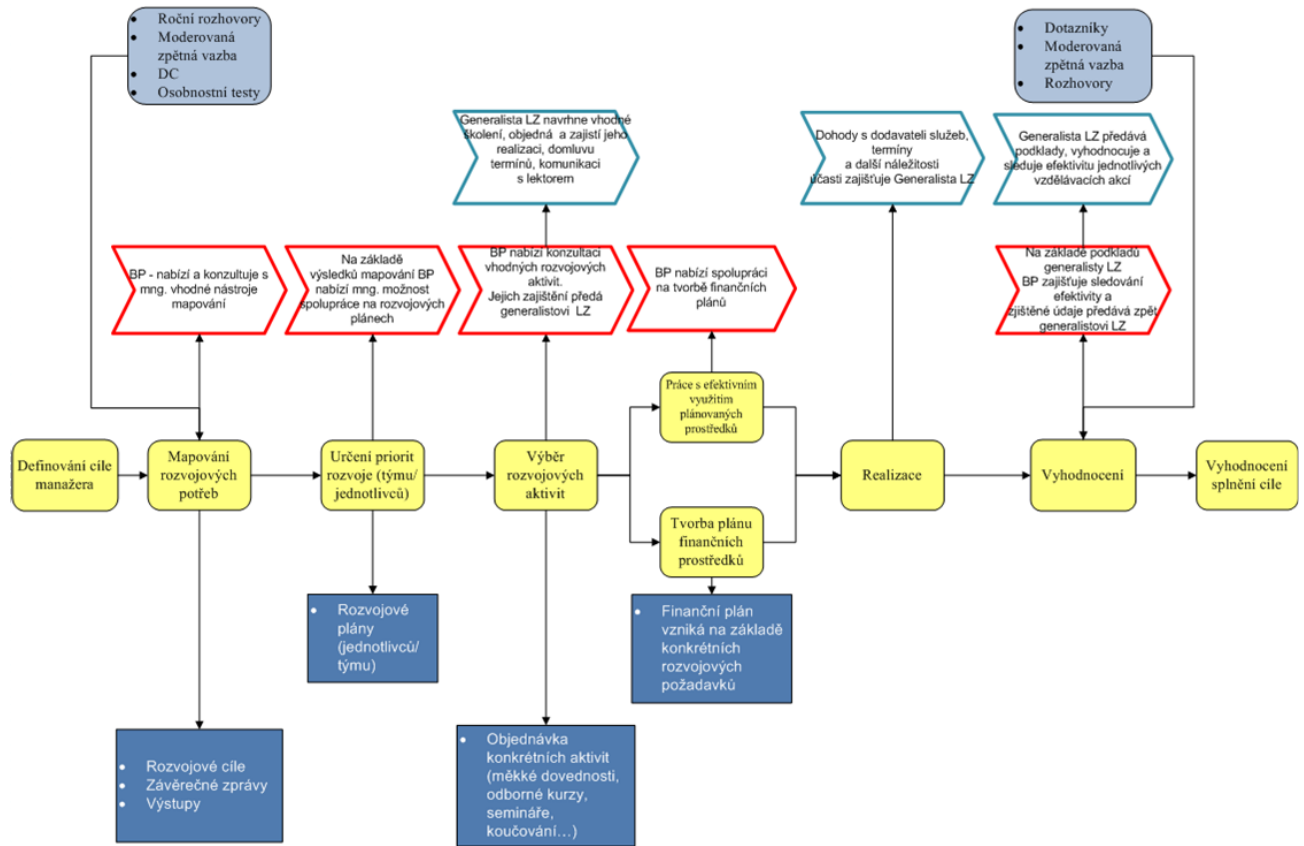 Roční rozhovory
Moderovaná
zpětná vazba
DC
Osobnostní testy
Dotazníky
Moderovaná
zpětná vazba
Rozhovory
Generalista LZ navrhne vhodné
školení, objedná a zajistí jeho
realizaci, domluvu
termínů, komunikaci
s lektorem
Dohody s dodavateli služeb,
termíny
a další náležitosti
účasti zajišťuje Generalista LZ
Generalista LZ předává
podklady, vyhodnocuje a
sleduje efektivitu jednotlivých
vzdělávacích akcí
BP - nabízí a konzultuje s
mng. vhodné nástroje
mapování
Na základě
výsledků mapování BP
nabízí mng. možnost
spolupráce na rozvojových
plánech
BP nabízí konzultaci
vhodných rozvojových
aktivit.
Jejich zajištění předá
generalistovi LZ
BP nabízí spolupráci
na tvorbě finančních
plánů
Na základě podkladů
generalisty LZ
BP zajišťuje sledování
efektivity a
zjištěné údaje předává zpět
generalistovi LZ
Definování cíle
manažera
Mapování
rozvojových
potřeb
Určení priorit
rozvoje (týmu/
jednotlivců)
Výběr
rozvojových
aktivit
Práce s efektivním
využitím
plánovaných
prostředků
Tvorba plánu
finančních
prostředků
Realizace
Vyhodnocení
Vyhodnocení
splnění cíle
Rozvojové
plány
(jednotlivců/
týmu)
Finanční plán
vzniká na základě
konkrétních
rozvojových
požadavků
Rozvojové cíle
Závěrečné zprávy
Výstupy
Objednávka
konkrétních aktivit
(měkké dovednosti,
odborné kurzy,
semináře,
koučování…)